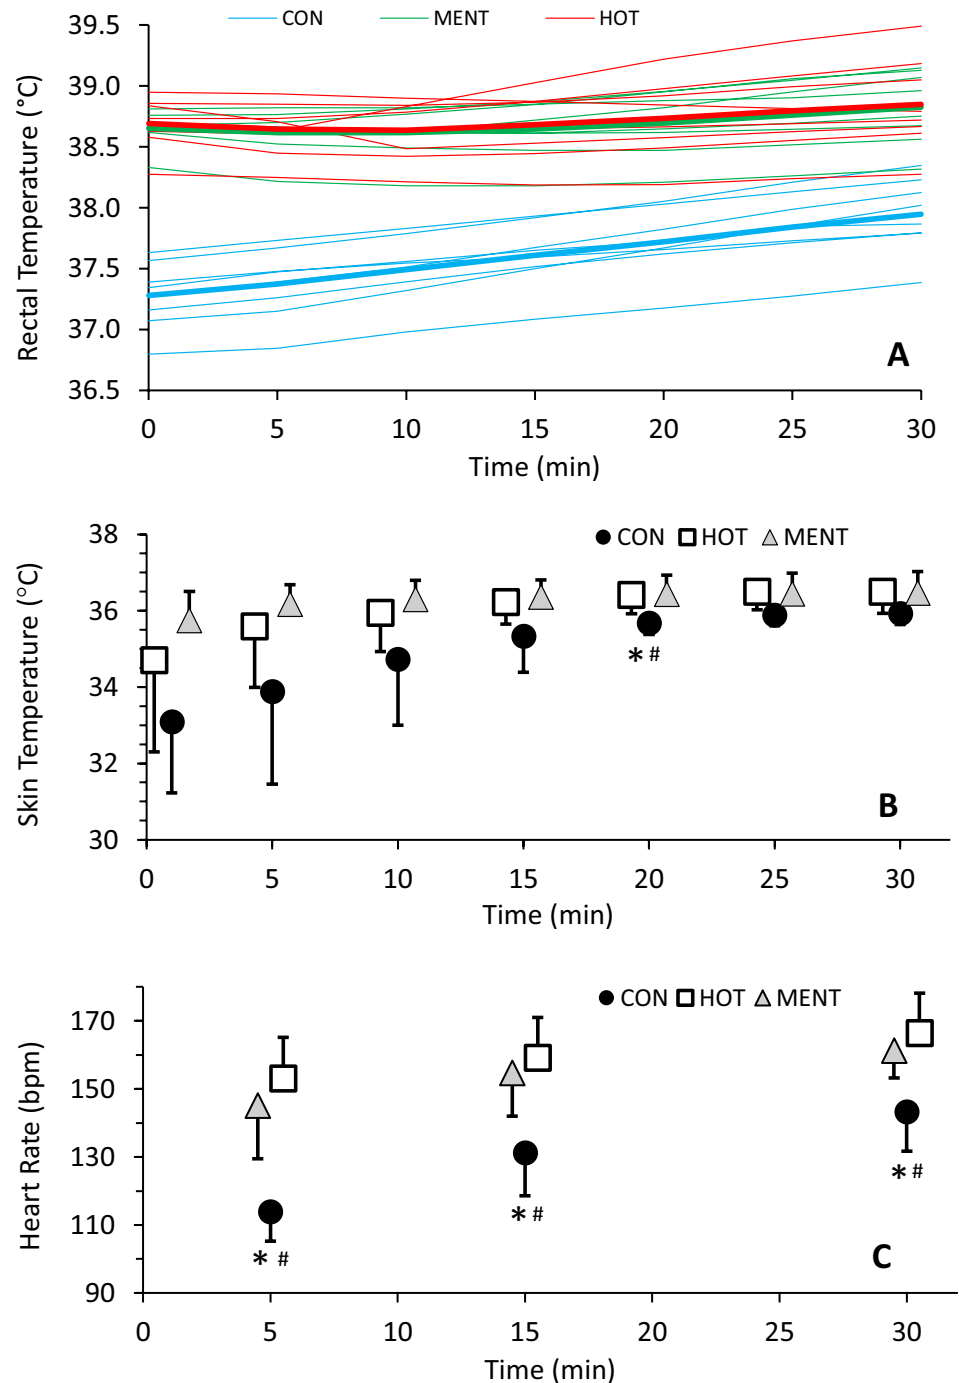 CON MENT HOT
39.5
39.0
38.5
38.0
37.5
37.0
36.5
Rectal Temperature (°C)
A
0 5 10 15 20 25 30
Time (min)
CON HOT MENT
38
36
34
32
30
Skin Temperature (°C)
* #
B
0 5 10 15 20 25 30
Time (min)
CON HOT MENT
170
150
130
110
90
Heart Rate (bpm)
* #
* #
* #
C
0 5 10 15 20 25 30
Time (min)